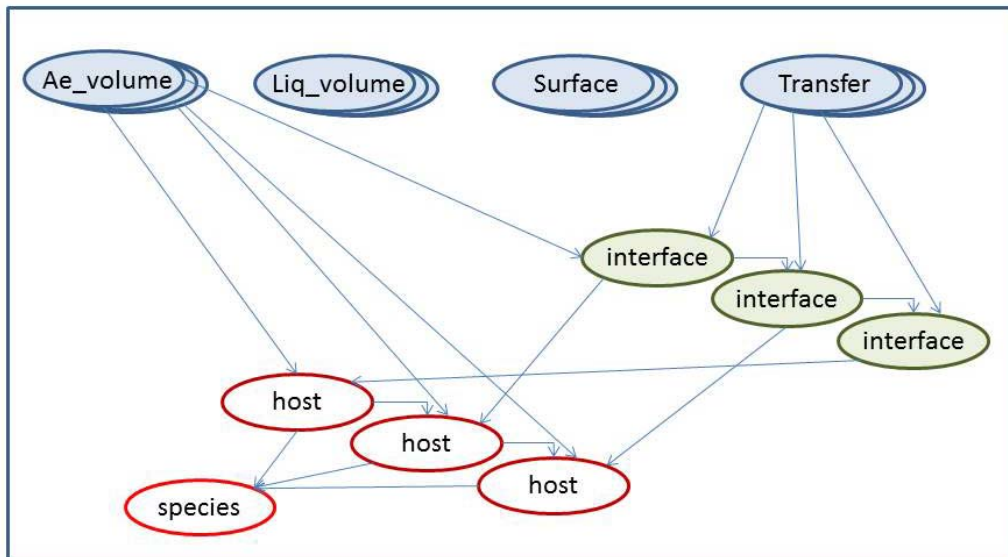 Ae_volume
Liq_volume
Surface
Transfer
interface
interface
interface
host
host
host
species